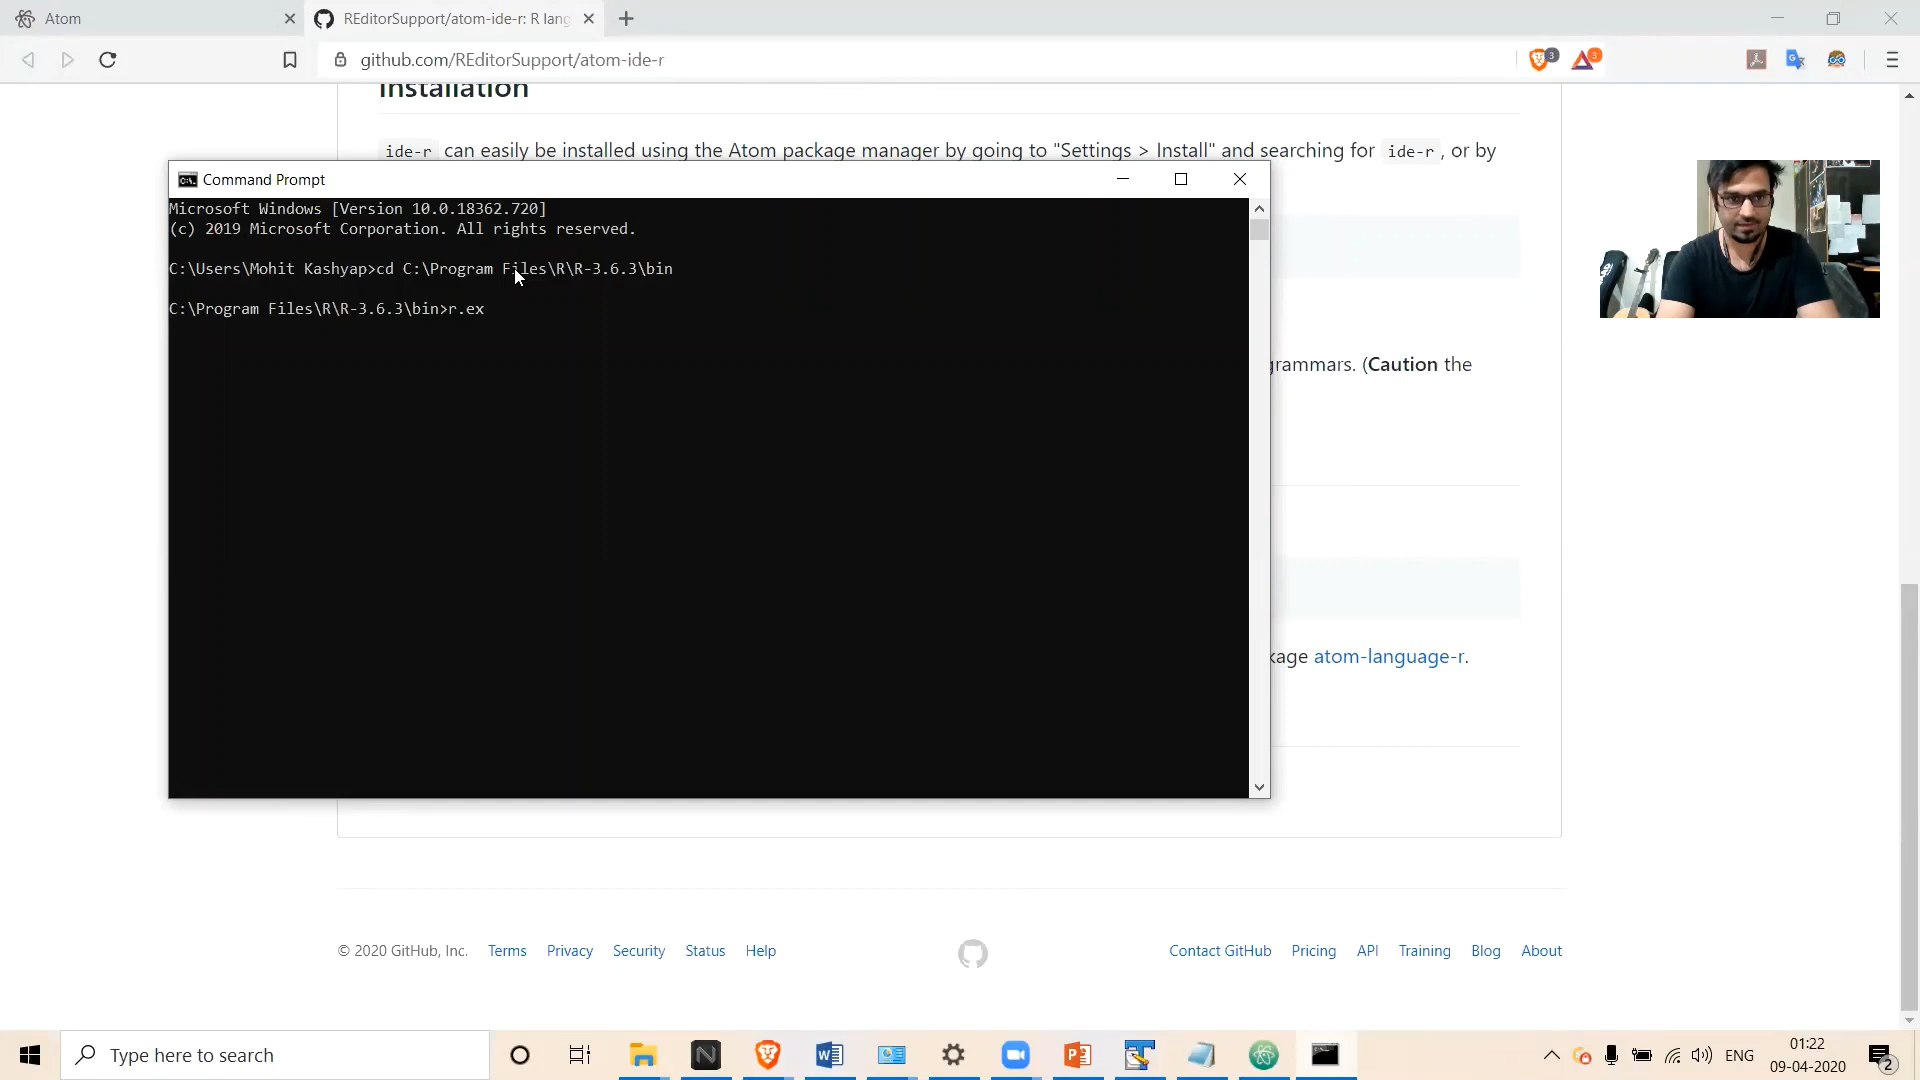 Atom
REditorSupport/atom-ide-r: R lang
github.com/REditorSupport/atom-ide-r
3
3
Installation
ide-r can easily be installed using the Atom package manager by going to "Settings > Install" and searching for ide-r , or by
Command Prompt
Microsoft Windows [Version 10.0.18362.720]
(c) 2019 Microsoft Corporation. All rights reserved.
C:\Users\Mohit Kashyap>cd C:\Program Files\R\R-3.6.3\bin
C:\Program Files\R\R-3.6.3\bin>r.ex
grammars. (Caution the
kage atom-language-r.
© 2020 GitHub, Inc. Terms Privacy Security Status Help
Contact GitHub Pricing API Training Blog About
Type here to search
ENG
01:22
09-04-2020
2